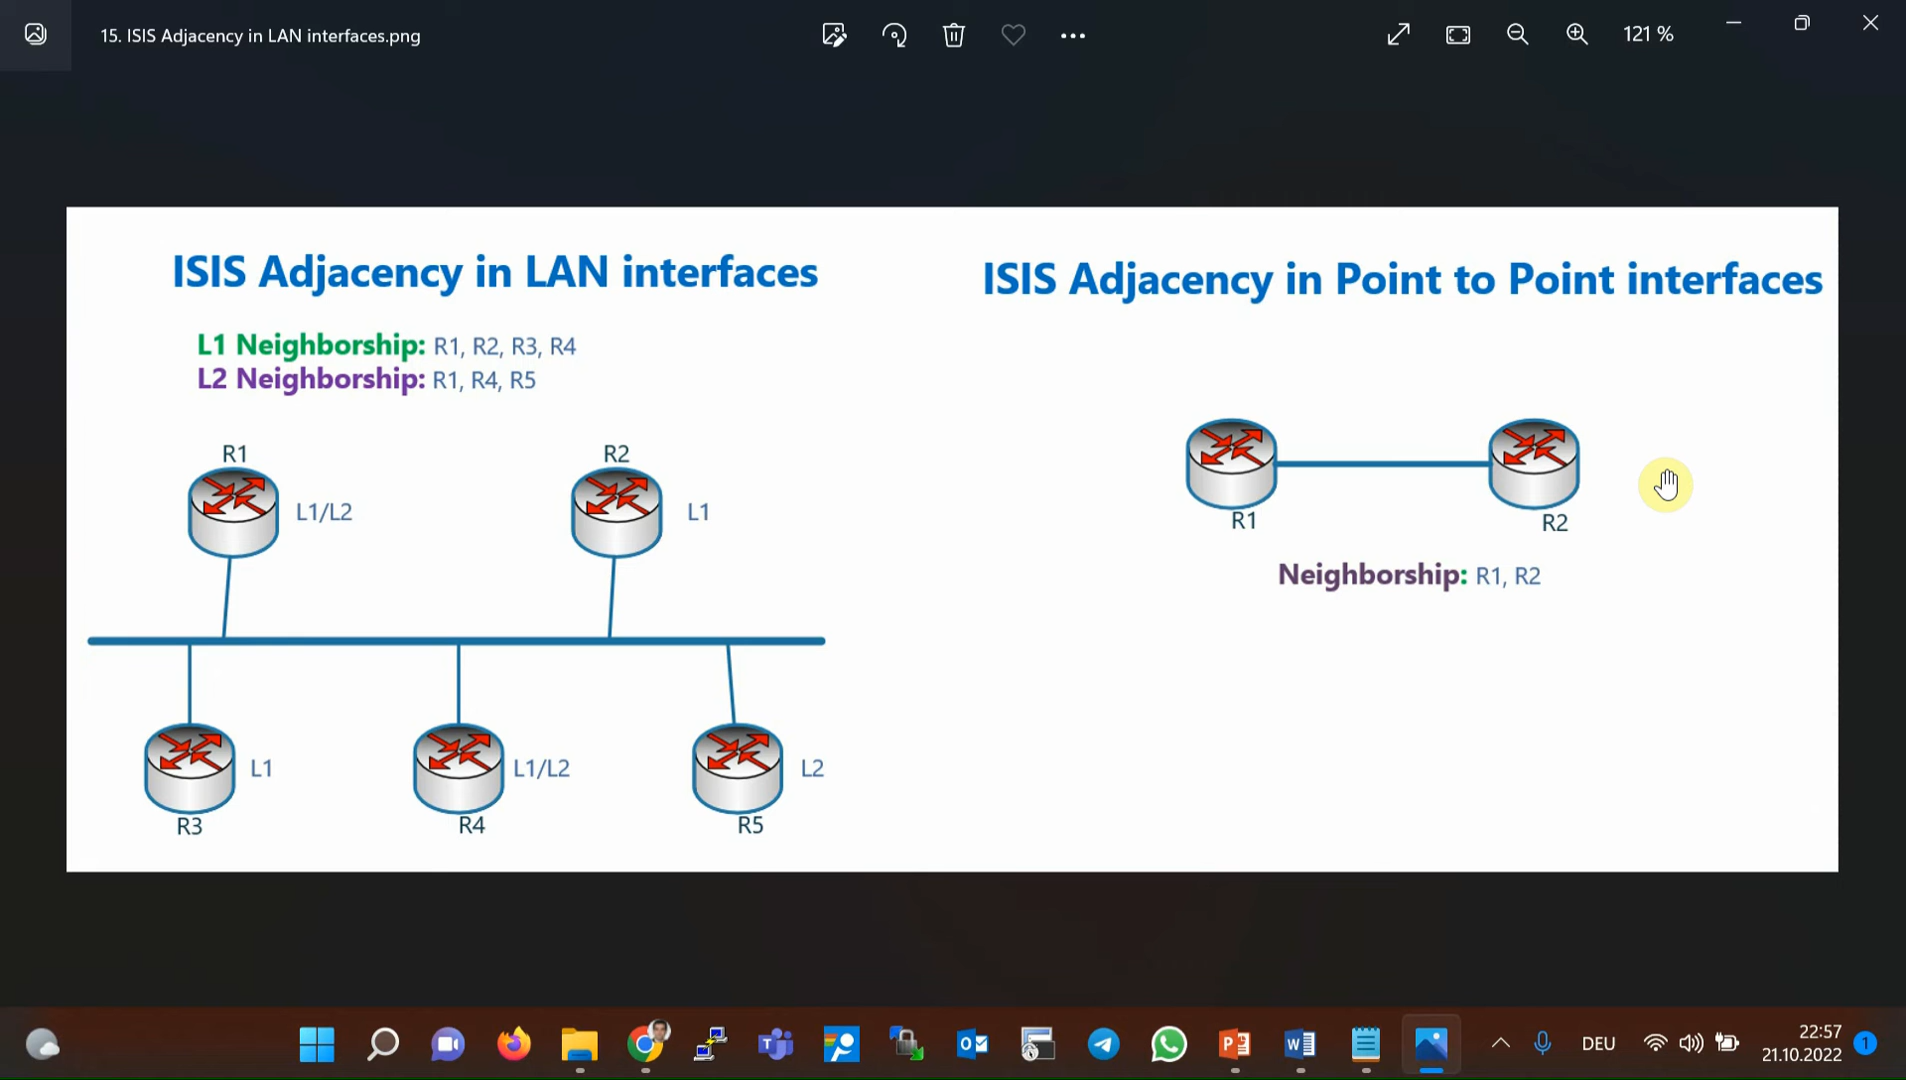 15. ISIS Adjacency in LAN interfaces.png
121 %
ISIS Adjacency in LAN interfaces
L1 Neighborship: R1, R2, R3, R4
L2 Neighborship: R1, R4, R5
R1
L1/L2
R2
L1
R3
L1
R4
L1/L2
R5
L2
ISIS Adjacency in Point to Point interfaces
R1
R2
Neighborship: R1, R2
DEU
22:57
21.10.2022
1